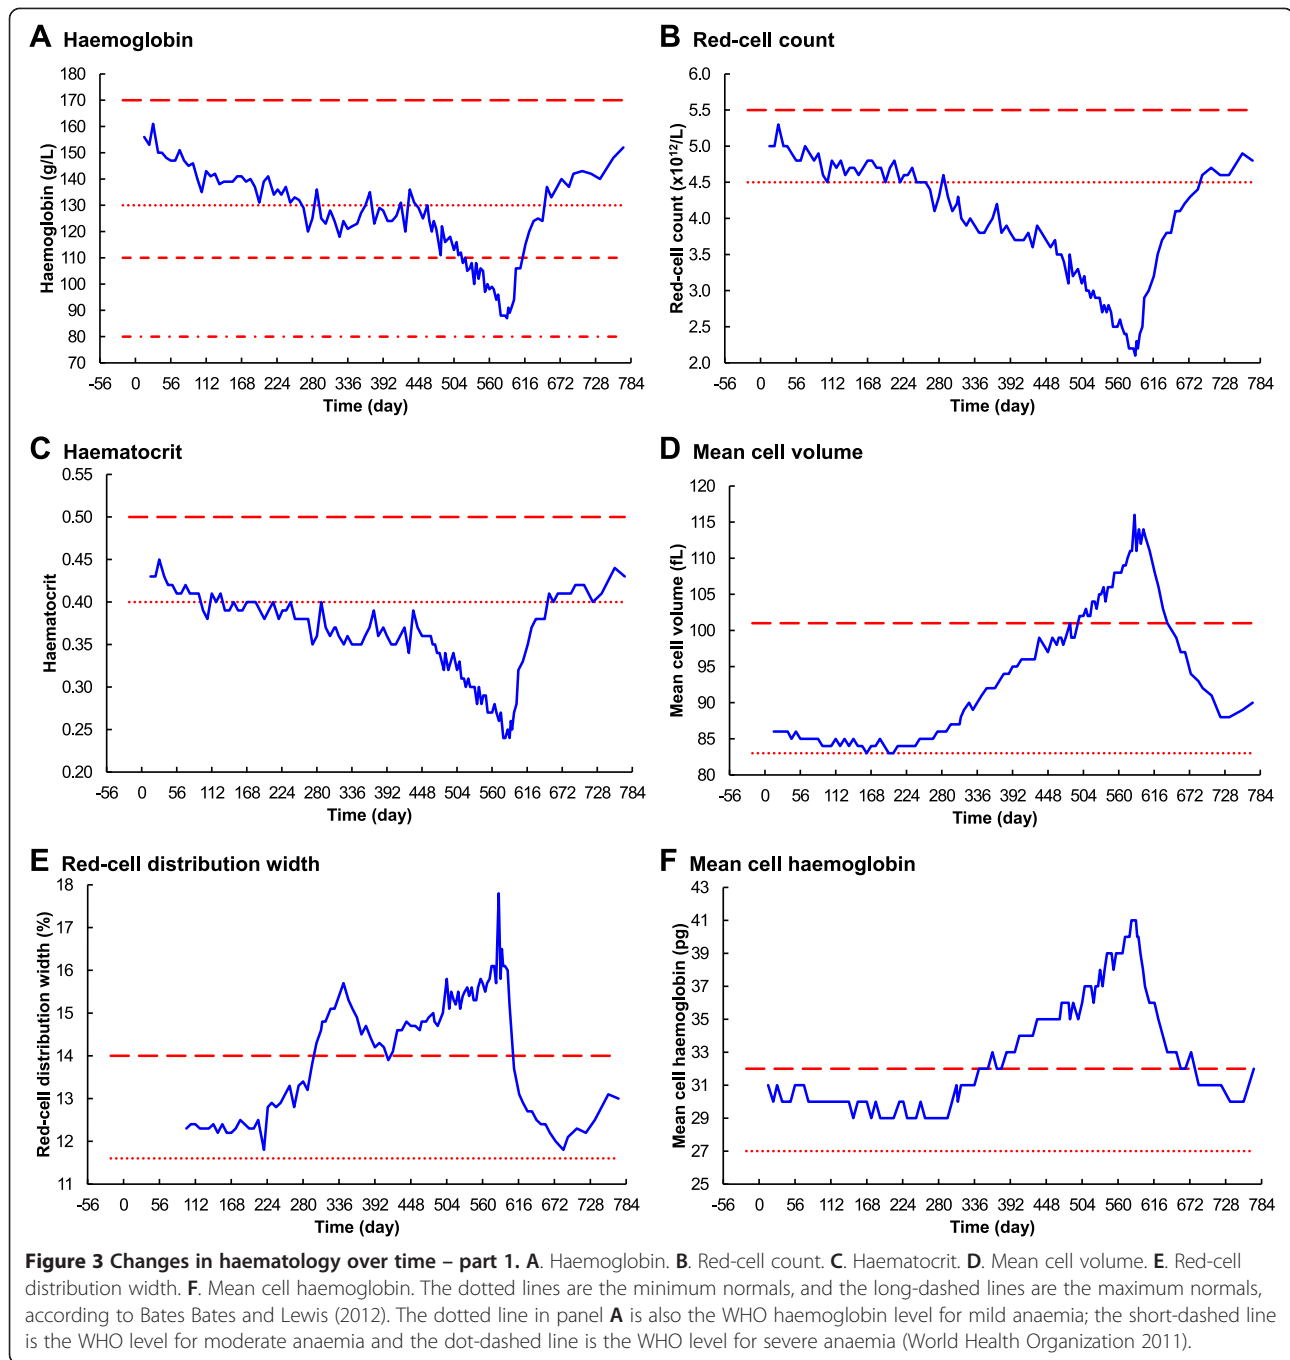 A Haemoglobin
180
170
160
150
140
130
120
110
100
90
80
70
Haemoglobin (g/L)
-56 0 56 112 168 224 280 336 392 448 504 560 616 672 728 784
Time (day)
B Red-cell count
6.0
5.5
5.0
4.5
4.0
3.5
3.0
2.5
2.0
Red-cell count (x10¹²/L)
-56 0 56 112 168 224 280 336 392 448 504 560 616 672 728 784
Time (day)
C Haematocrit
0.55
0.50
0.45
0.40
0.35
0.30
0.25
0.20
Haematocrit
-56 0 56 112 168 224 280 336 392 448 504 560 616 672 728 784
Time (day)
D Mean cell volume
120
115
110
105
100
95
90
85
80
Mean cell volume (fL)
-56 0 56 112 168 224 280 336 392 448 504 560 616 672 728 784
Time (day)
E Red-cell distribution width
18
17
16
15
14
13
12
11
Red-cell distribution width (%)
-56 0 56 112 168 224 280 336 392 448 504 560 616 672 728 784
Time (day)
F Mean cell haemoglobin
43
41
39
37
35
33
31
29
27
25
Mean cell haemoglobin (pg)
-56 0 56 112 168 224 280 336 392 448 504 560 616 672 728 784
Time (day)
Figure 3 Changes in haematology over time – part 1. A. Haemoglobin. B. Red-cell count. C. Haematocrit. D. Mean cell volume. E. Red-cell
distribution width. F. Mean cell haemoglobin. The dotted lines are the minimum normals, and the long-dashed lines are the maximum normals,
according to Bates Bates and Lewis (2012). The dotted line in panel A is also the WHO haemoglobin level for mild anaemia; the short-dashed line
is the WHO level for moderate anaemia and the dot-dashed line is the WHO level for severe anaemia (World Health Organization 2011).